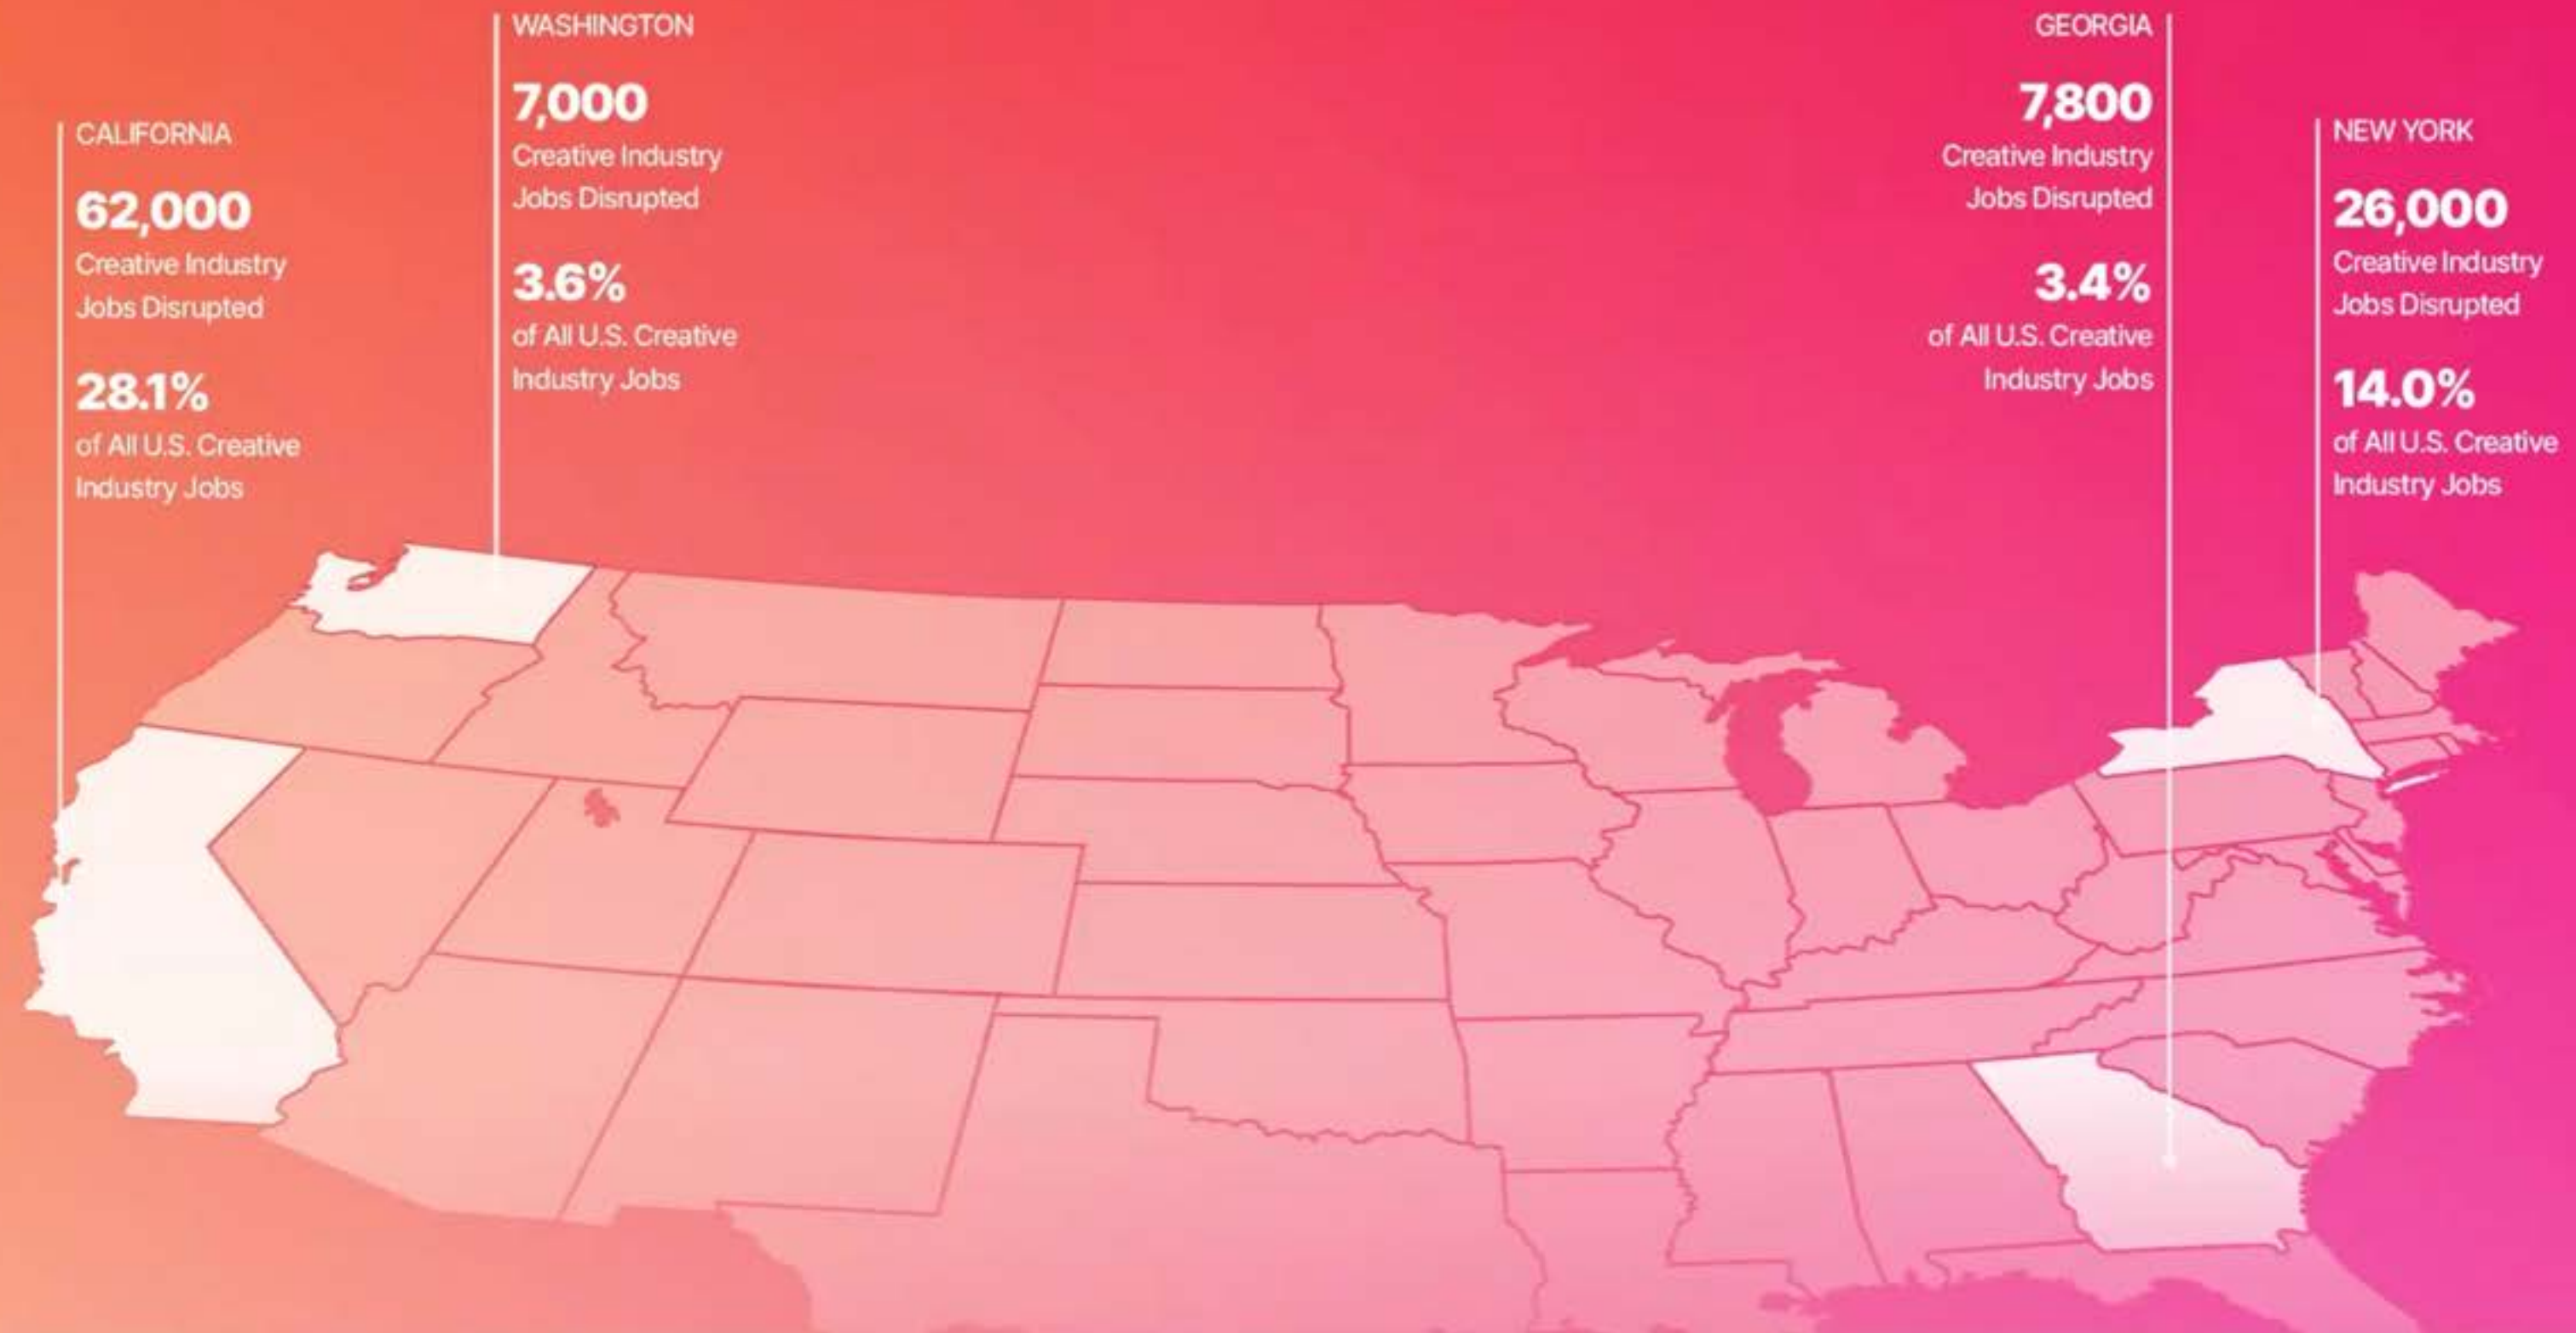 CALIFORNIA
62,000
Creative Industry
Jobs Disrupted
28.1%
of All U.S. Creative
Industry Jobs
WASHINGTON
7,000
Creative Industry
Jobs Disrupted
3.6%
of All U.S. Creative
Industry Jobs
GEORGIA
7,800
Creative Industry
Jobs Disrupted
3.4%
of All U.S. Creative
Industry Jobs
NEW YORK
26,000
Creative Industry
Jobs Disrupted
14.0%
of All U.S. Creative
Industry Jobs